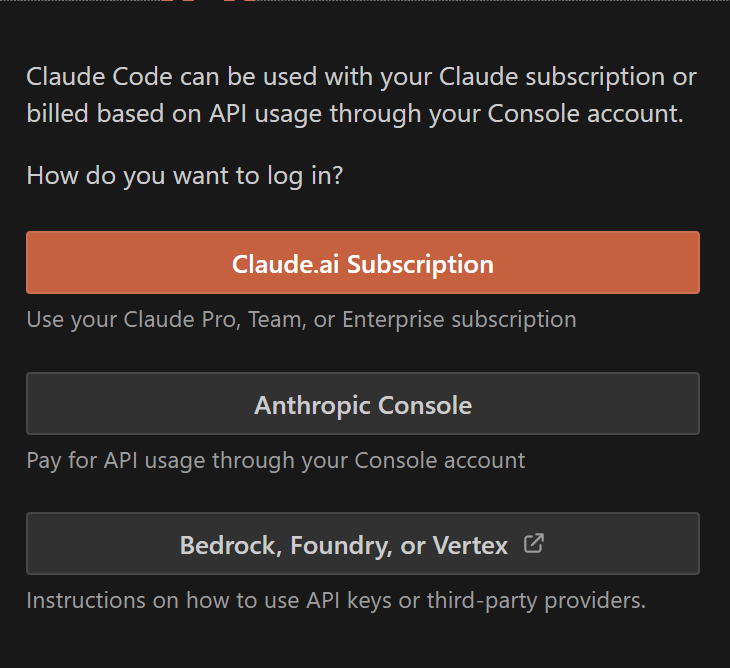 Claude Code can be used with your Claude subscription or
billed based on API usage through your Console account.
How do you want to log in?
Claude.ai Subscription
Use your Claude Pro, Team, or Enterprise subscription
Anthropic Console
Pay for API usage through your Console account
Bedrock, Foundry, or Vertex
Instructions on how to use API keys or third-party providers.